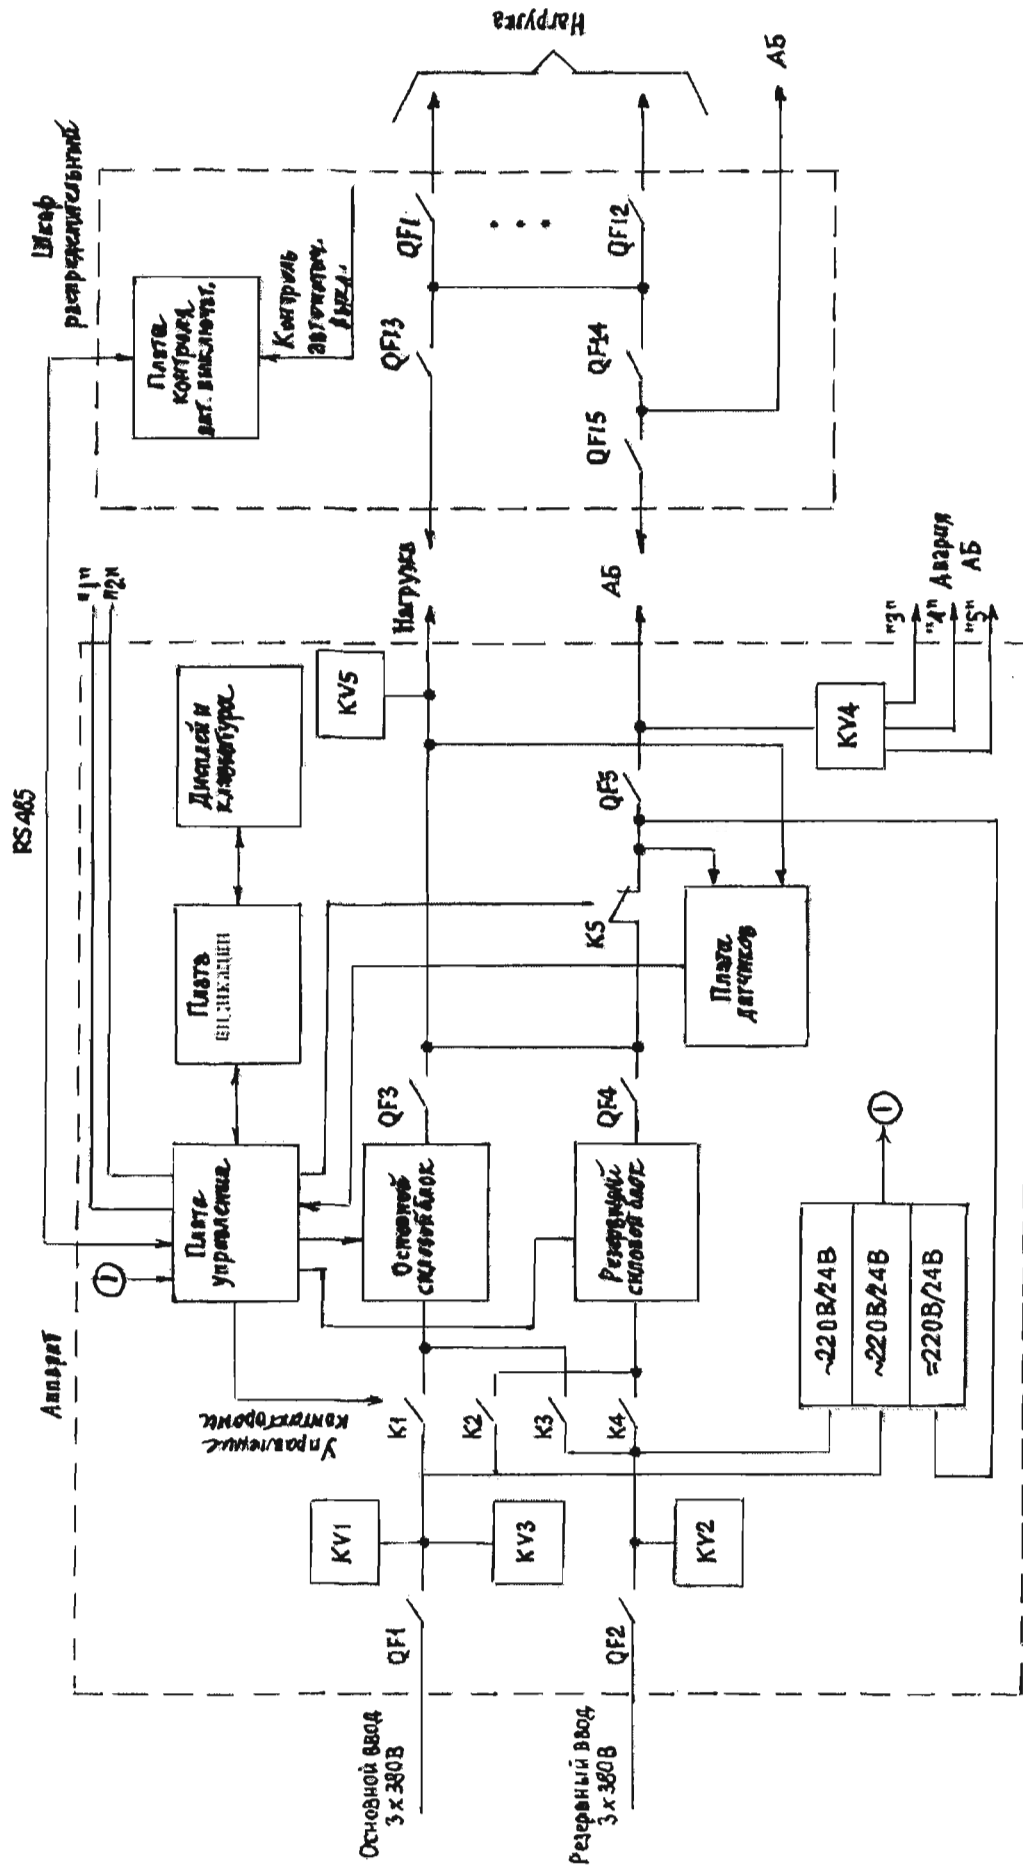 Аппарат
Основной ввод
3 х 380В
Резервный ввод
3 х 380В
QF1
QF2
KV1
KV3
KV2
Управление
контакторами
K1
K2
K3
K4
1
Плата
управления
Основной
силовой блок
Резервный
силовой блок
~220В/24В
~220В/24В
=220В/24В
1
QF3
QF4
Плата
индикации
Дисплей и
клавиатура
K5
Плата
датчиков
QF5
KV5
KV4
RS485
"1"
"2"
Нагрузка
АБ
"3"
"4"
"5"
Авария
АБ
Шкаф
распределительный
Плата
контроля
авт. выключат.
Контроль
автоматич.
выкл.
QF13
QF1
QF15
QF14
QF12
Нагрузка
АБ